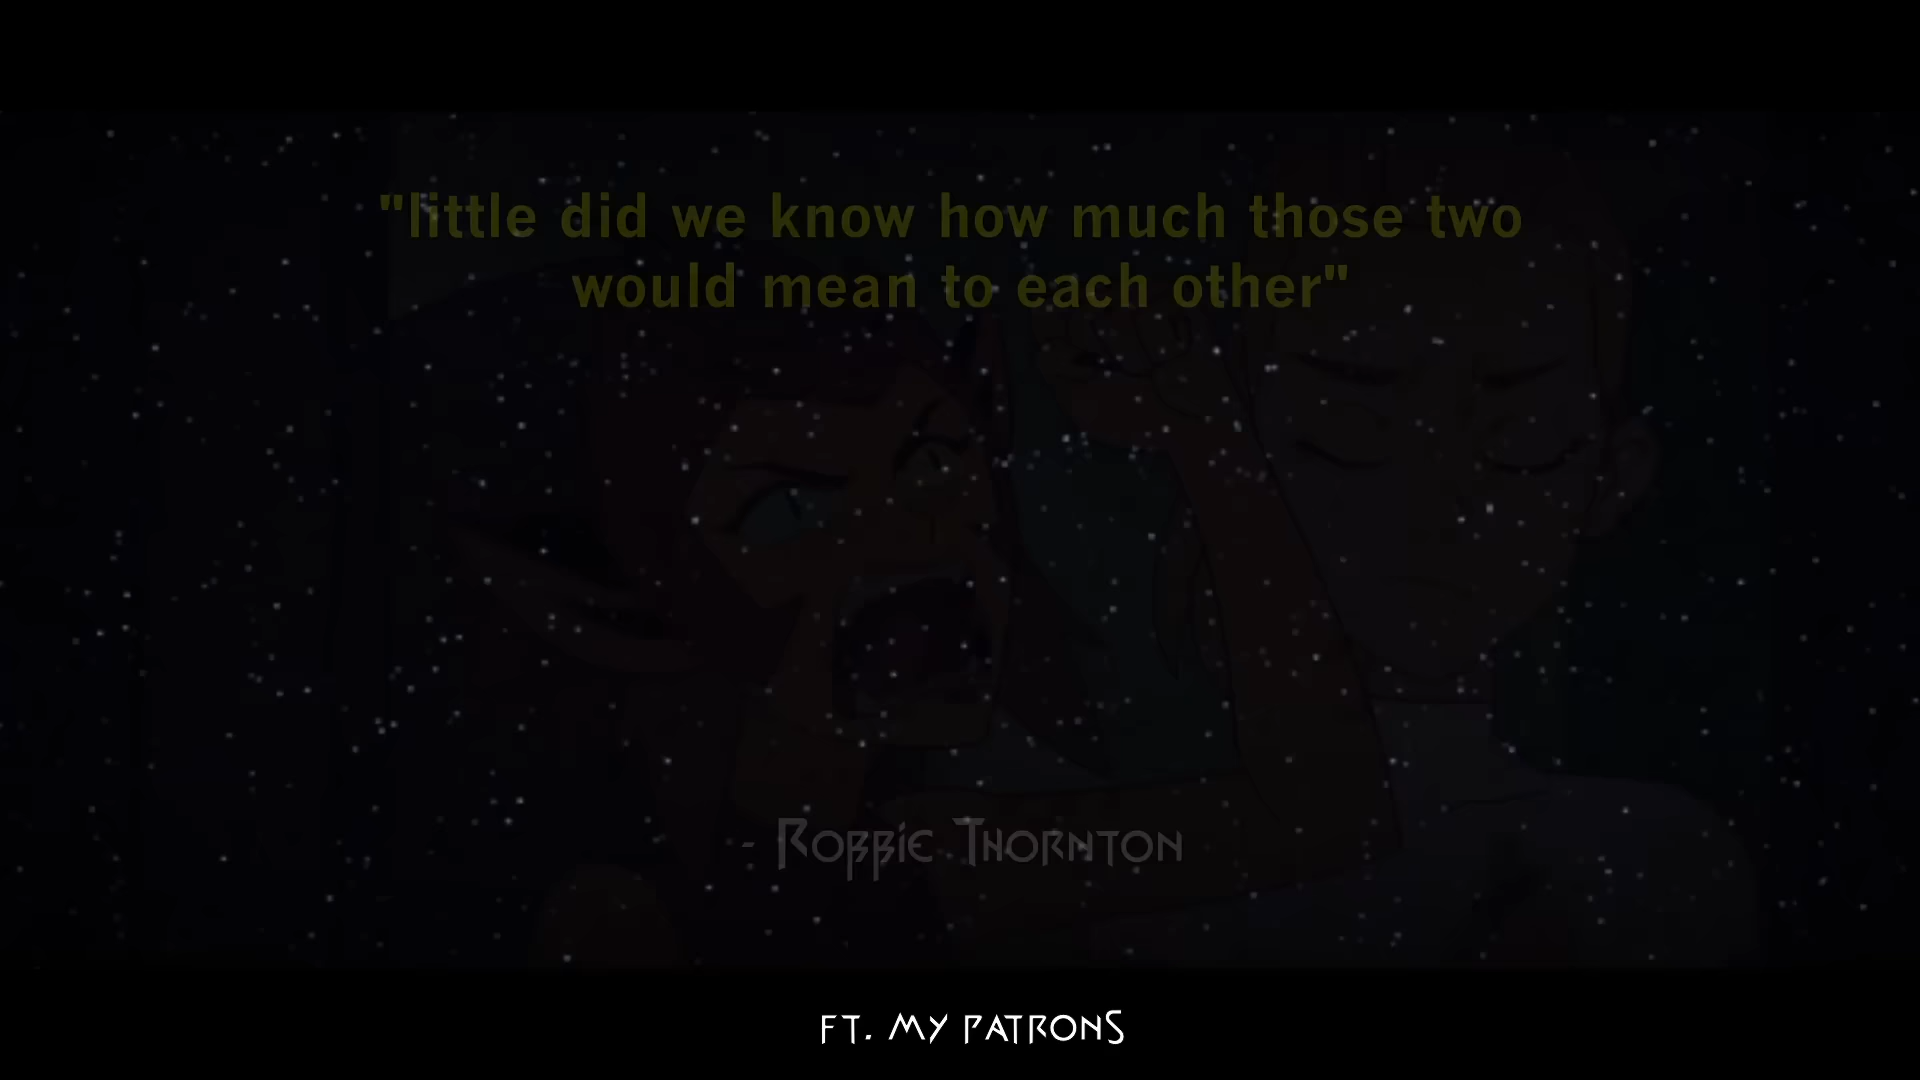 "little did we know how much those two
would mean to each other"
- Robbie Thornton
FT. MY PATRONS